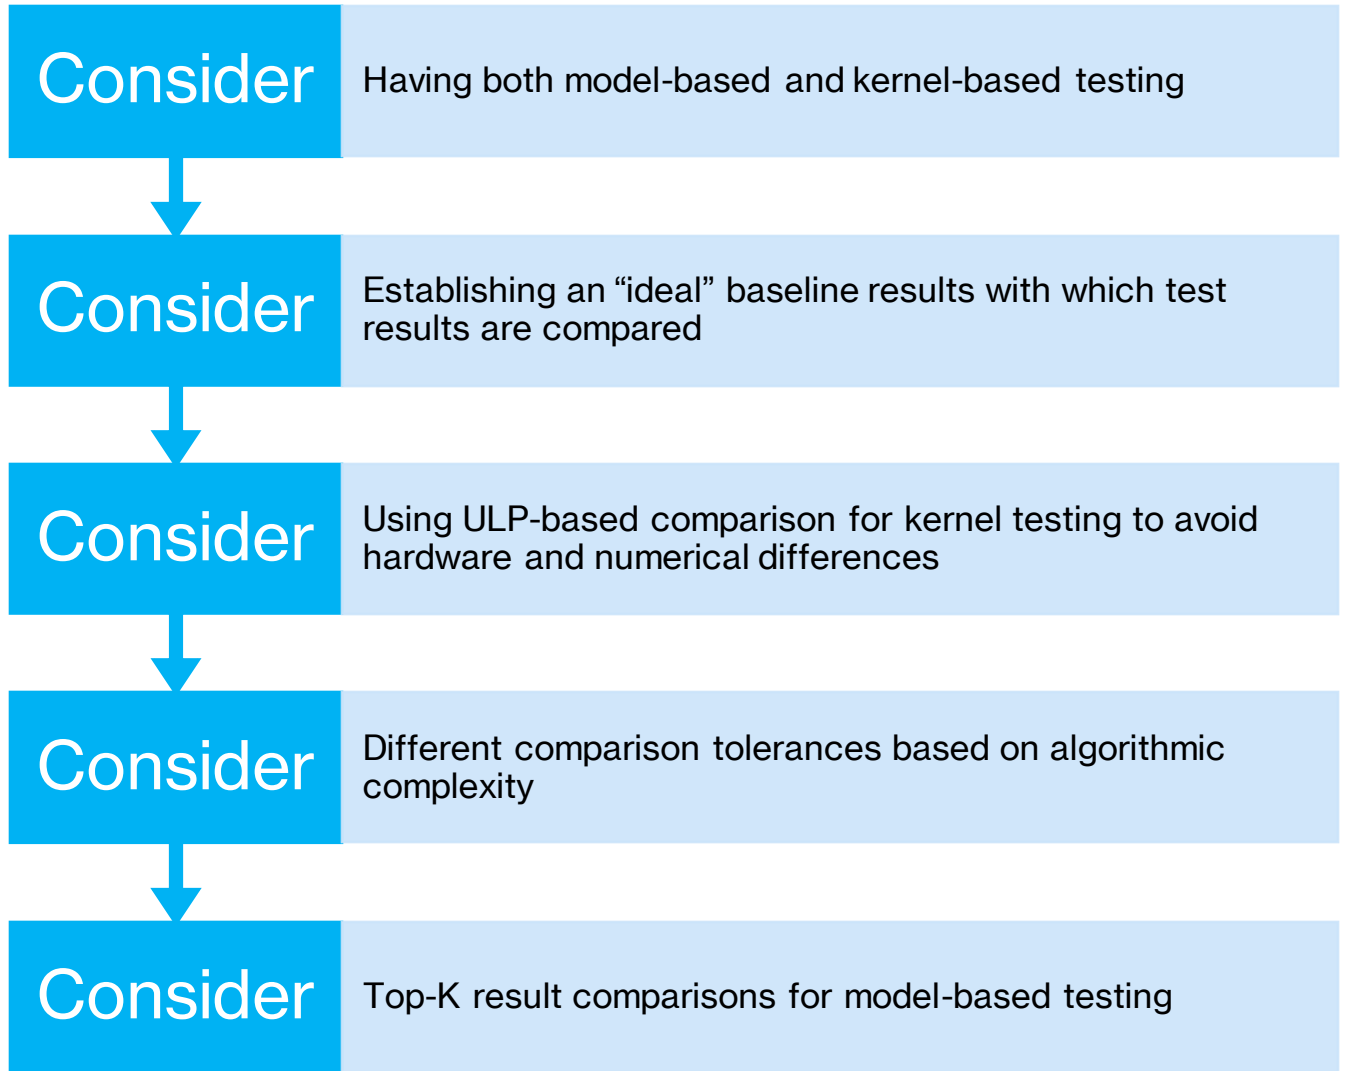 Consider
Having both model-based and kernel-based testing
Consider
Establishing an “ideal” baseline results with which test
results are compared
Consider
Using ULP-based comparison for kernel testing to avoid
hardware and numerical differences
Consider
Different comparison tolerances based on algorithmic
complexity
Consider
Top-K result comparisons for model-based testing